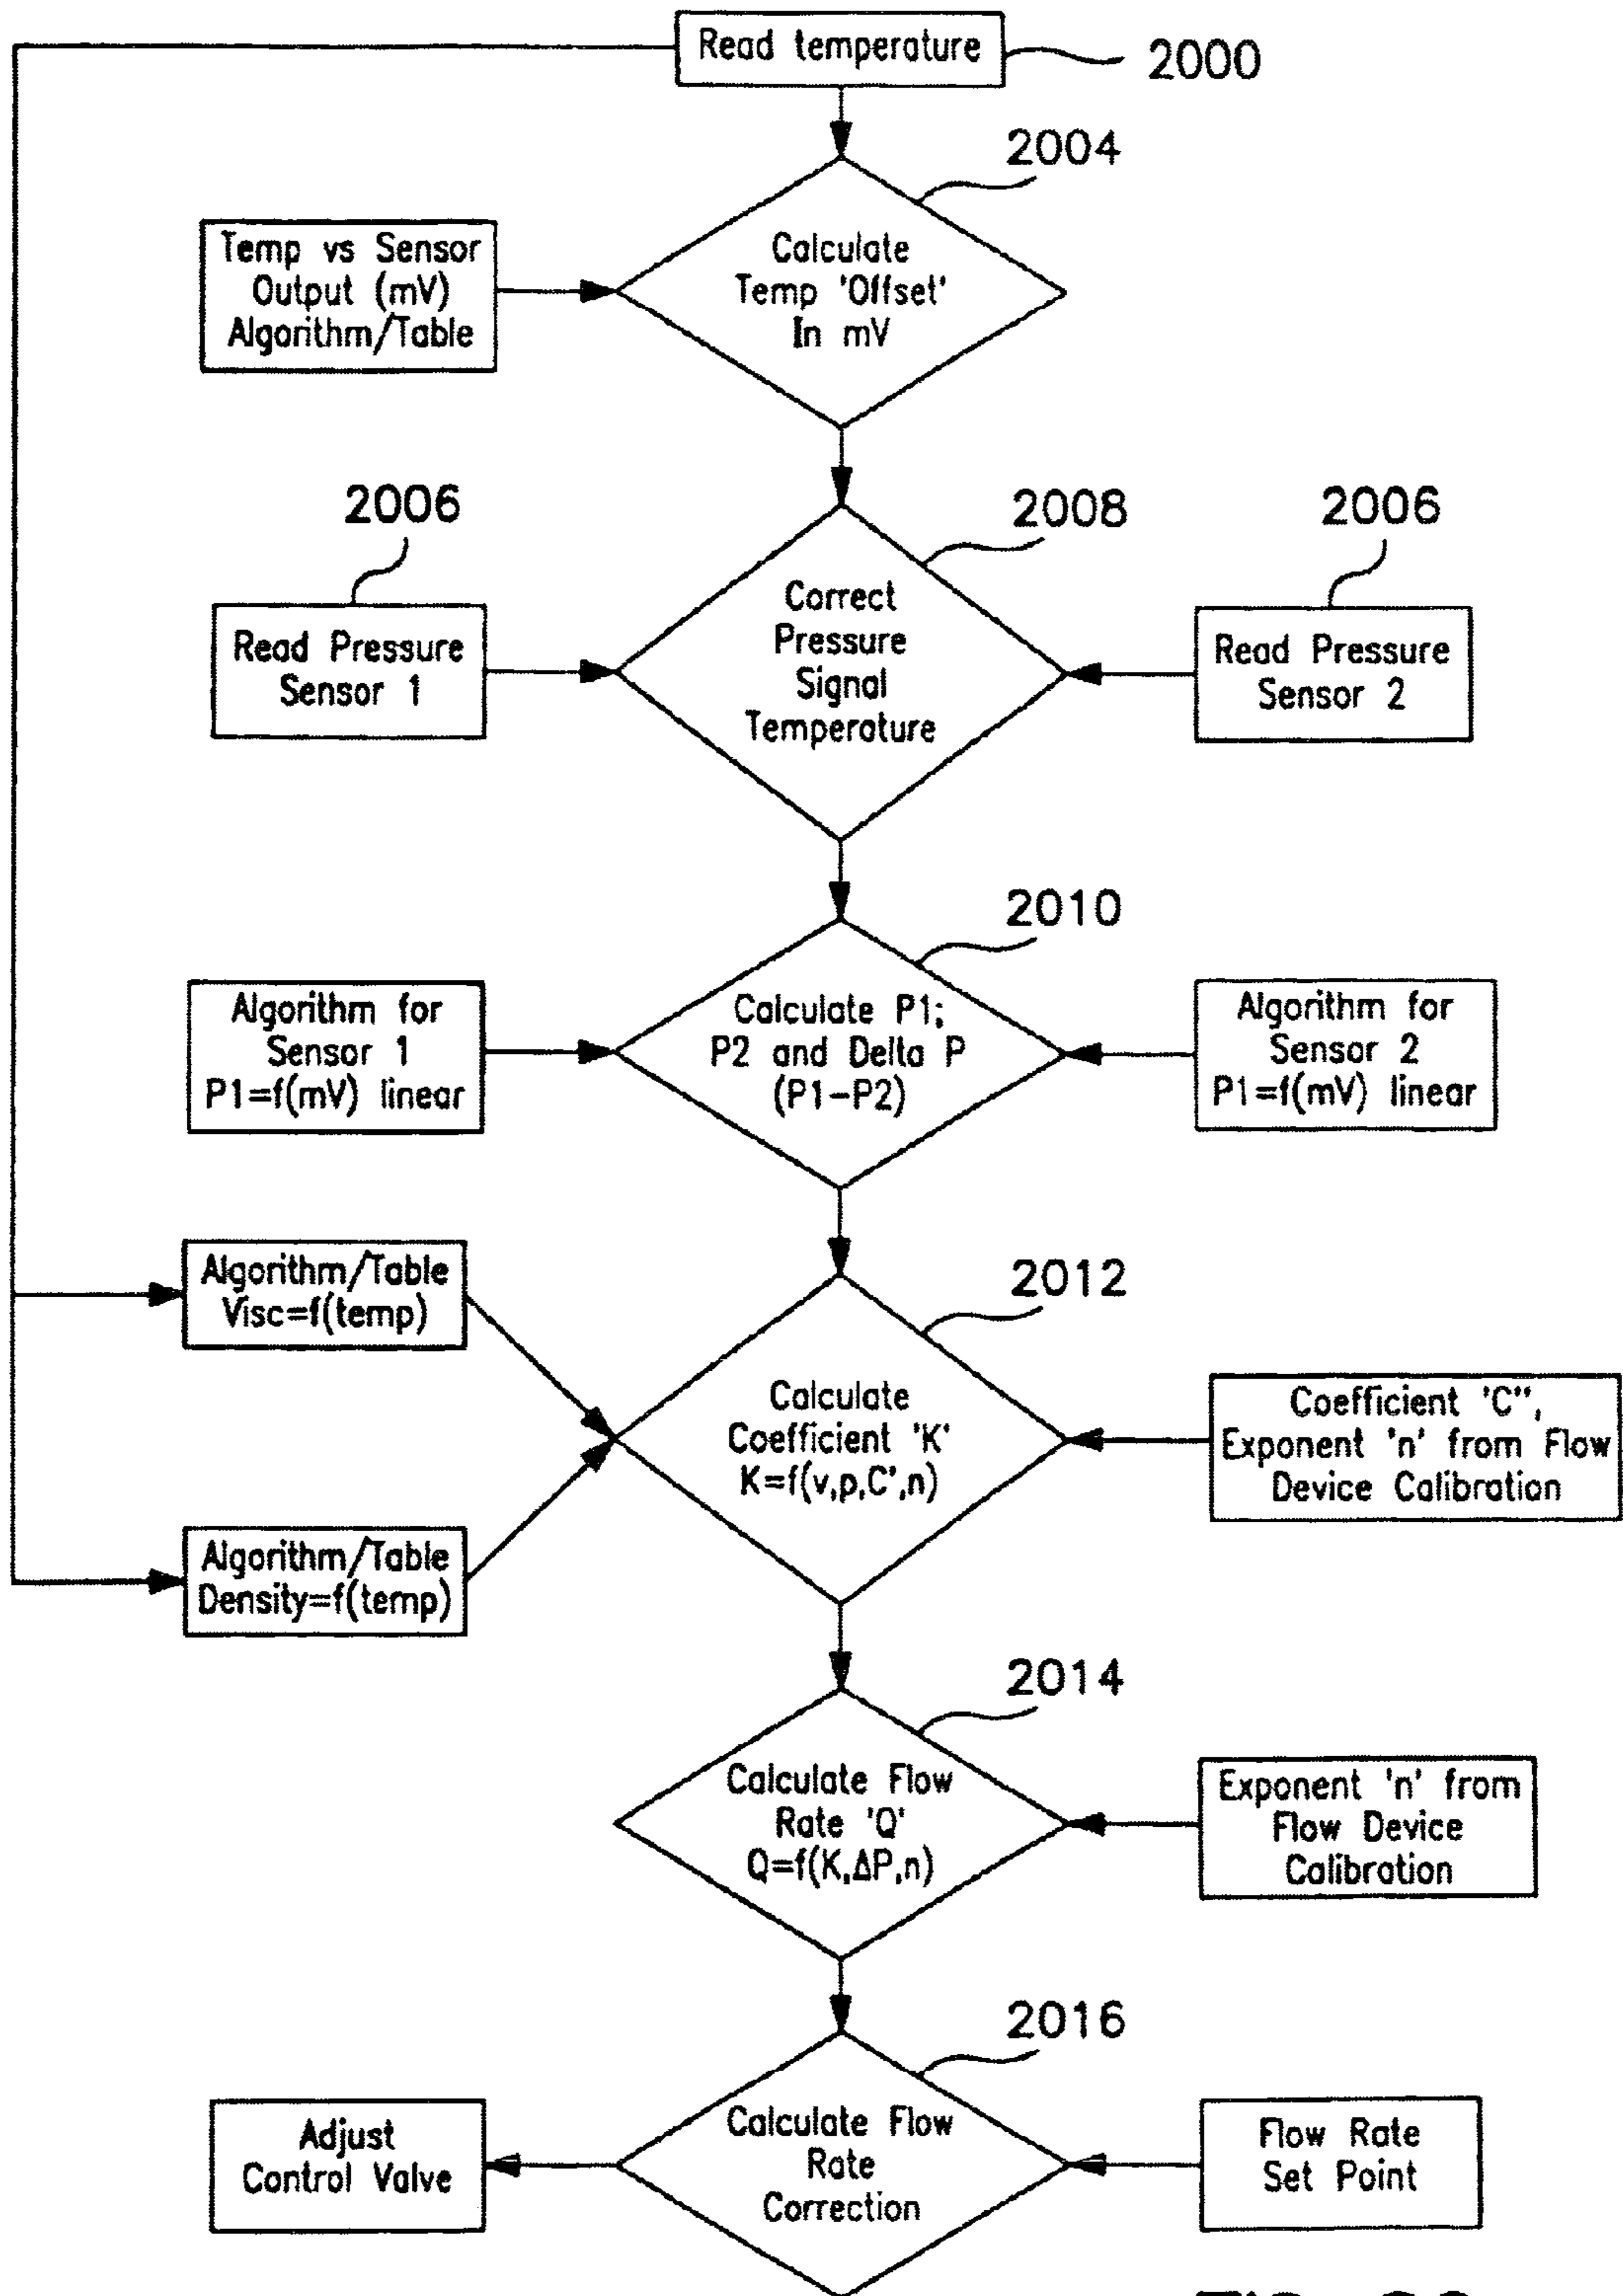 Read temperature
2000
2004
Temp vs Sensor
Output (mV)
Algorithm/Table
Calculate
Temp 'Offset'
In mV
2006
2008
2006
Read Pressure
Sensor 1
Correct
Pressure
Signal
Temperature
Read Pressure
Sensor 2
2010
Algorithm for
Sensor 1
P1=f(mV) linear
Calculate P1;
P2 and Delta P
(P1-P2)
Algorithm for
Sensor 2
P1=f(mV) linear
Algorithm/Table
Visc=f(temp)
2012
Calculate
Coefficient 'K'
K=f(v,p,C',n)
Coefficient 'C'',
Exponent 'n' from Flow
Device Calibration
Algorithm/Table
Density=f(temp)
2014
Calculate Flow
Rate 'Q'
Q=f(K,ΔP,n)
Exponent 'n' from
Flow Device
Calibration
2016
Adjust
Control Valve
Calculate Flow
Rate
Correction
Flow Rate
Set Point